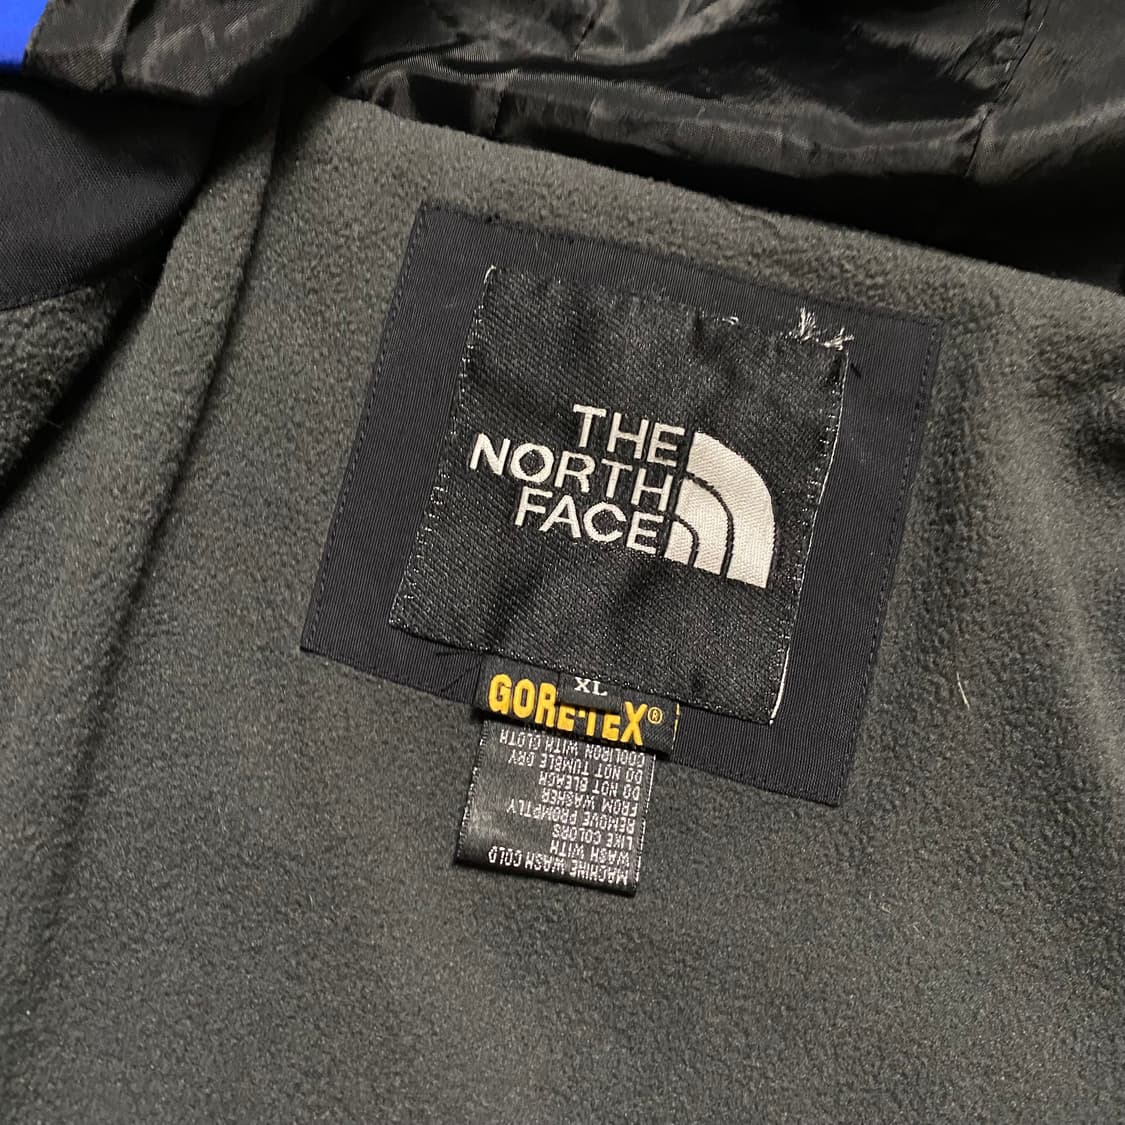 THE
NORTH
FACE
XL
GORE-TEX®
MACHINE WASH COLD
WASH WITH
LIKE COLORS
REMOVE PROMPTLY
FROM WASHER
DO NOT BLEACH
DO NOT TUMBLE DRY
COOL IRON WITH CLOTH